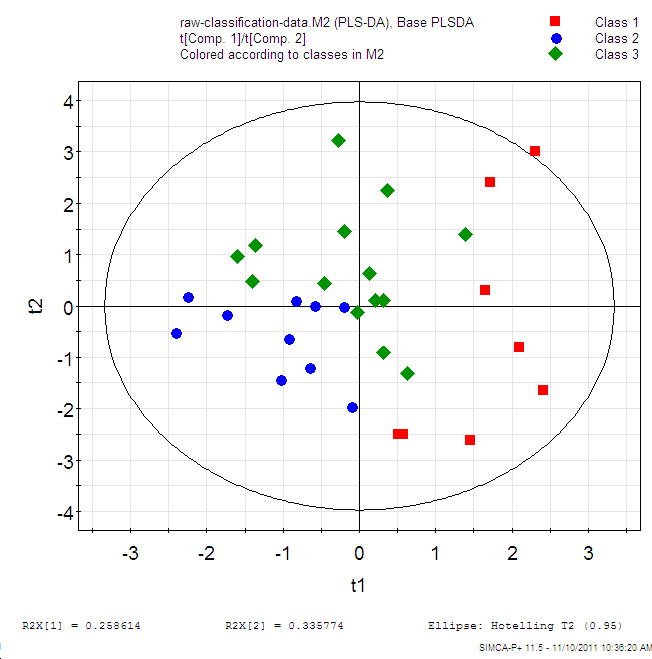 raw-classification-data.M2 (PLS-DA), Base PLSDA
t[Comp. 1]/t[Comp. 2]
Colored according to classes in M2
Class 1
Class 2
Class 3
4
3
2
1
0
-1
-2
-3
-4
t2
-3 -2 -1 0 1 2 3
t1
R2X[1] = 0.258614 R2X[2] = 0.335774 Ellipse: Hotelling T2 (0.95)
SIMCA-P+ 11.5 - 11/10/2011 10:36:20 AM